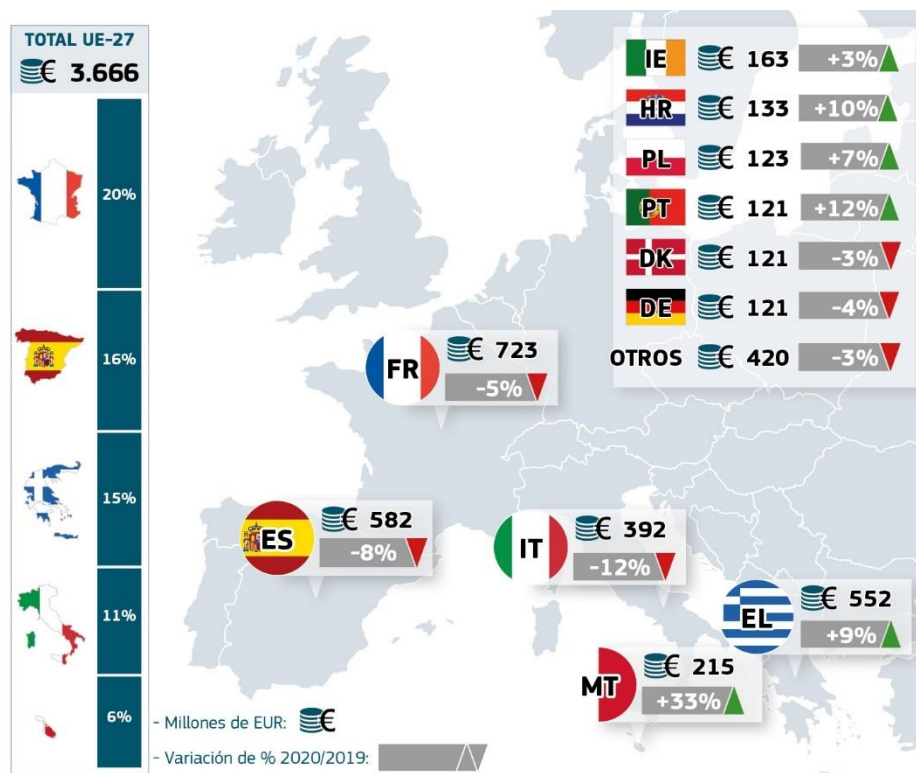 TOTAL UE-27
€ 3.666
20%
16%
15%
11%
6%
IE € 163 +3%
HR € 133 +10%
PL € 123 +7%
PT € 121 +12%
DK € 121 -3%
DE € 121 -4%
OTROS € 420 -3%
FR € 723
-5%
ES € 582
-8%
IT € 392
-12%
EL € 552
+9%
MT € 215
+33%
- Millones de EUR: €
- Variación de % 2020/2019: